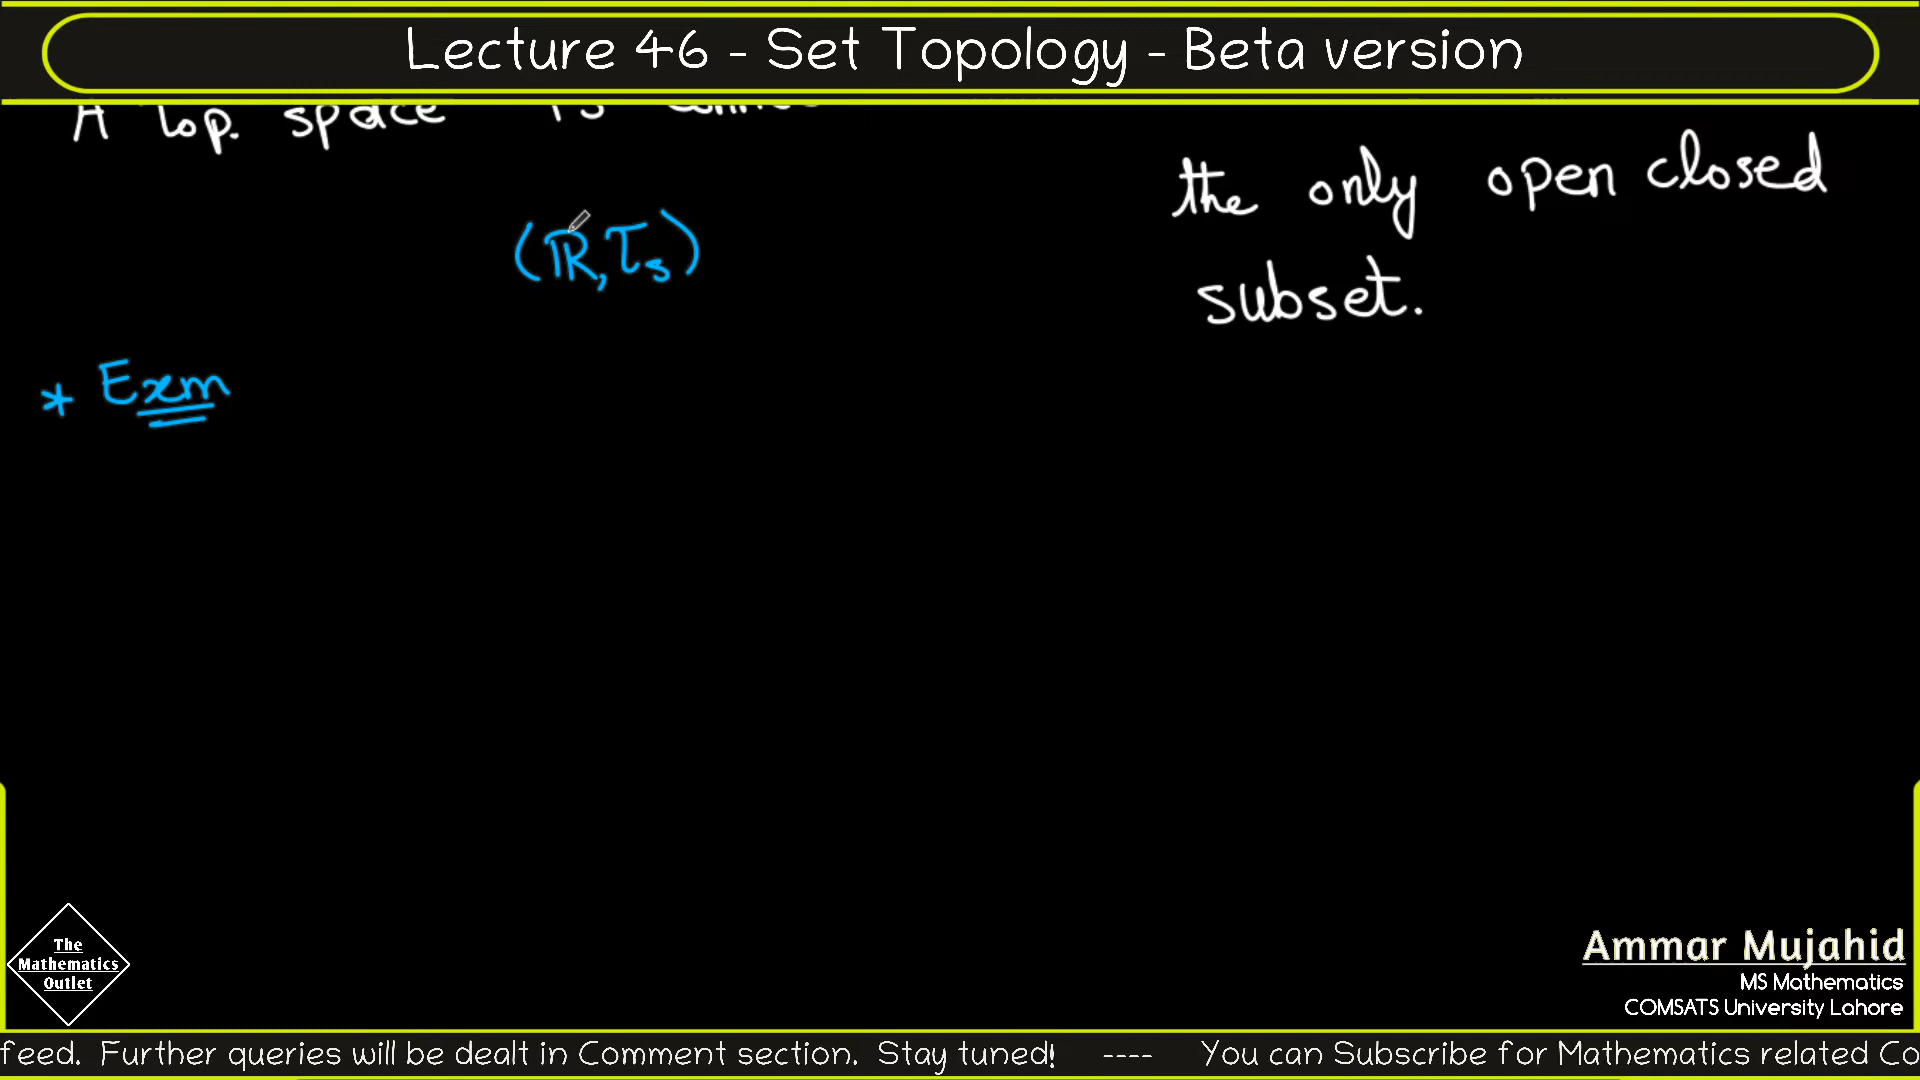 Lecture 46 - Set Topology - Beta version
A Top. space is
the only open closed
subset.
(ℝ, τₛ)
* Exm
The
Mathematics
Outlet
Ammar Mujahid
MS Mathematics
COMSATS University Lahore
feed. Further queries will be dealt in Comment section. Stay tuned! ---- You can Subscribe for Mathematics related Co